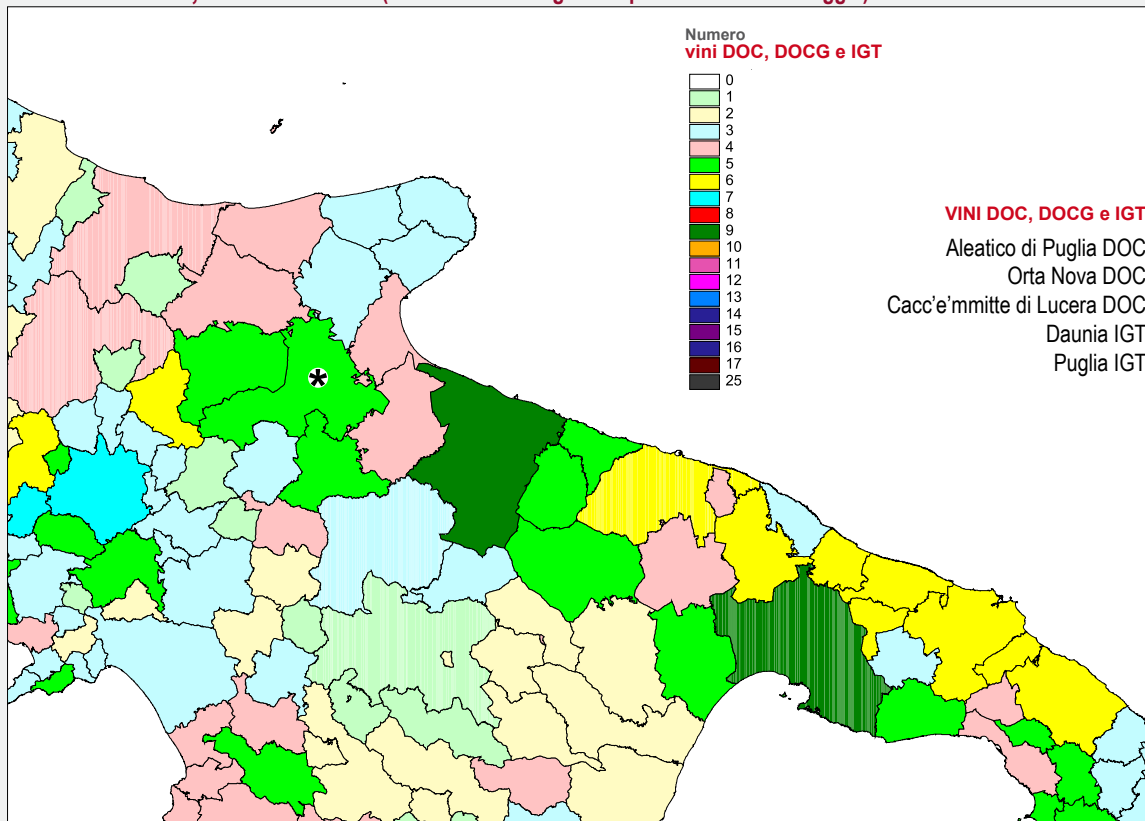 Numero
vini DOC, DOCG e IGT
0
1
2
3
4
5
6
7
8
9
10
11
12
13
14
15
16
17
25
VINI DOC, DOCG e IGT
Aleatico di Puglia DOC
Orta Nova DOC
Cacc'e'mmitte di Lucera DOC
Daunia IGT
Puglia IGT